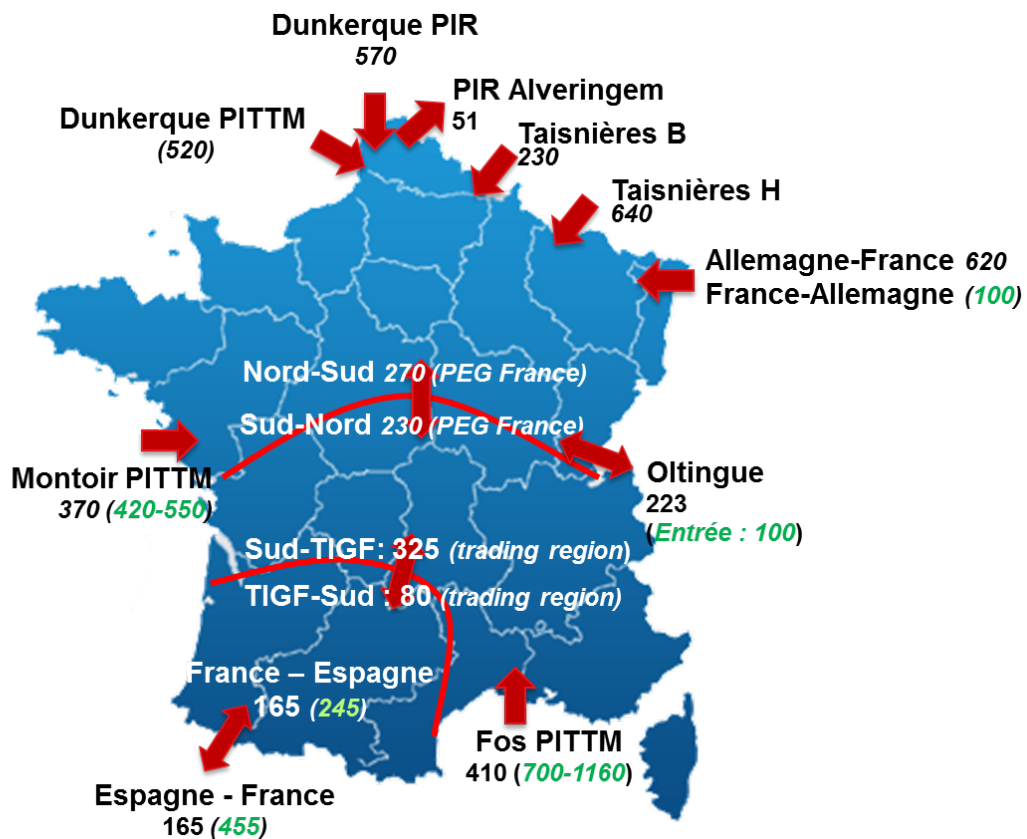 Dunkerque PIR
570
PIR Alveringem
51
Dunkerque PITTM
(520)
Taisnières B
230
Taisnières H
640
Allemagne-France 620
France-Allemagne (100)
Nord-Sud 270 (PEG France)
Sud-Nord 230 (PEG France)
Montoir PITTM
370 (420-550)
Oltingue
223
(Entrée : 100)
Sud-TIGF: 325 (trading region)
TIGF-Sud : 80 (trading region)
France – Espagne
165 (245)
Fos PITTM
410 (700-1160)
Espagne - France
165 (455)